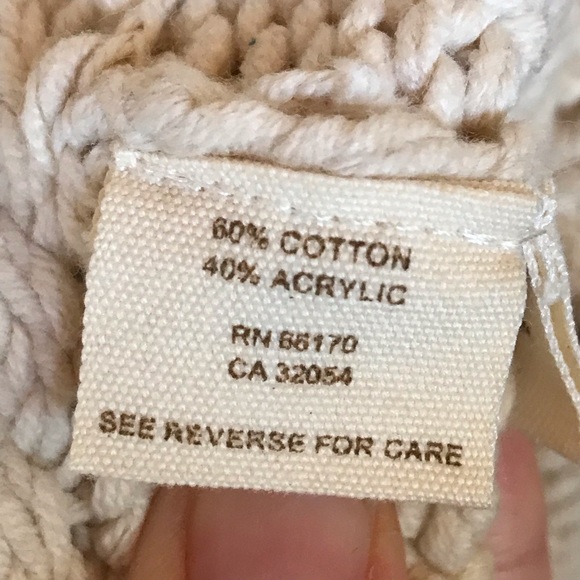 60% COTTON
40% ACRYLIC
RN 66170
CA 32054
SEE REVERSE FOR CARE